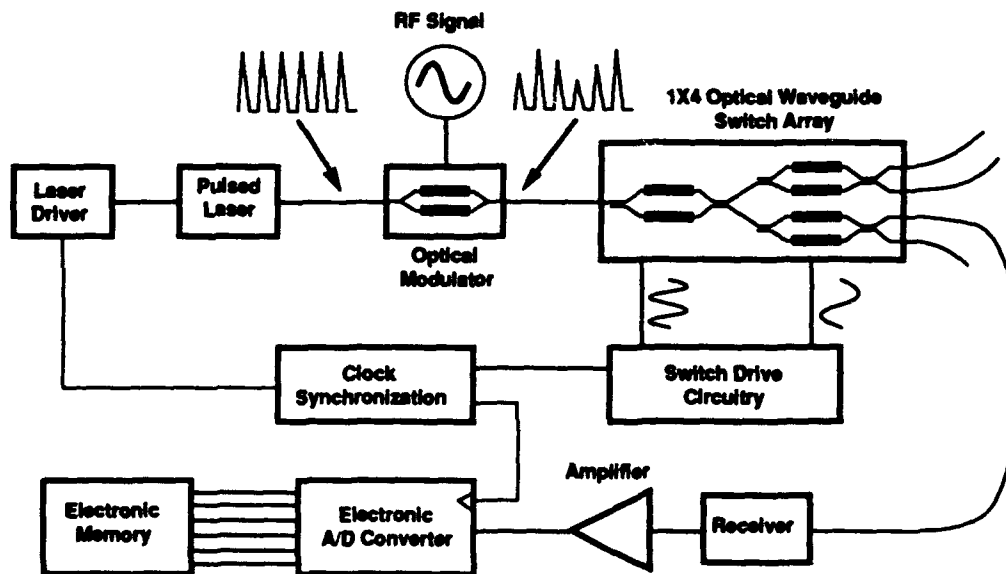 RF Signal
1X4 Optical Waveguide
Switch Array
Laser
Driver
Pulsed
Laser
Optical
Modulator
Clock
Synchronization
Switch Drive
Circuitry
Amplifier
Electronic
Memory
Electronic
A/D Converter
Receiver